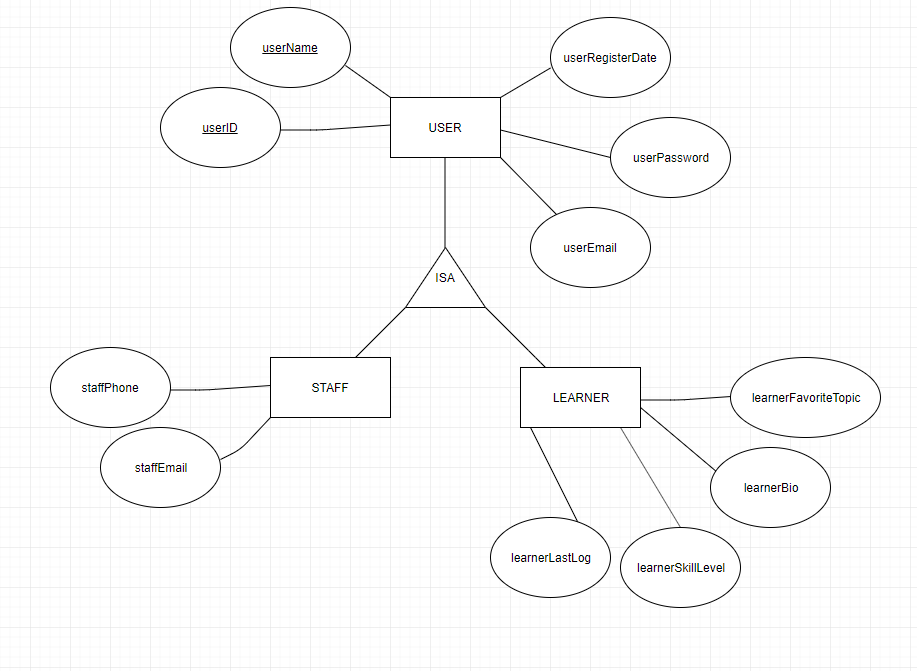 userName
userRegisterDate
userID
USER
userPassword
userEmail
ISA
staffPhone
STAFF
LEARNER
learnerFavoriteTopic
staffEmail
learnerBio
learnerLastLog
learnerSkillLevel